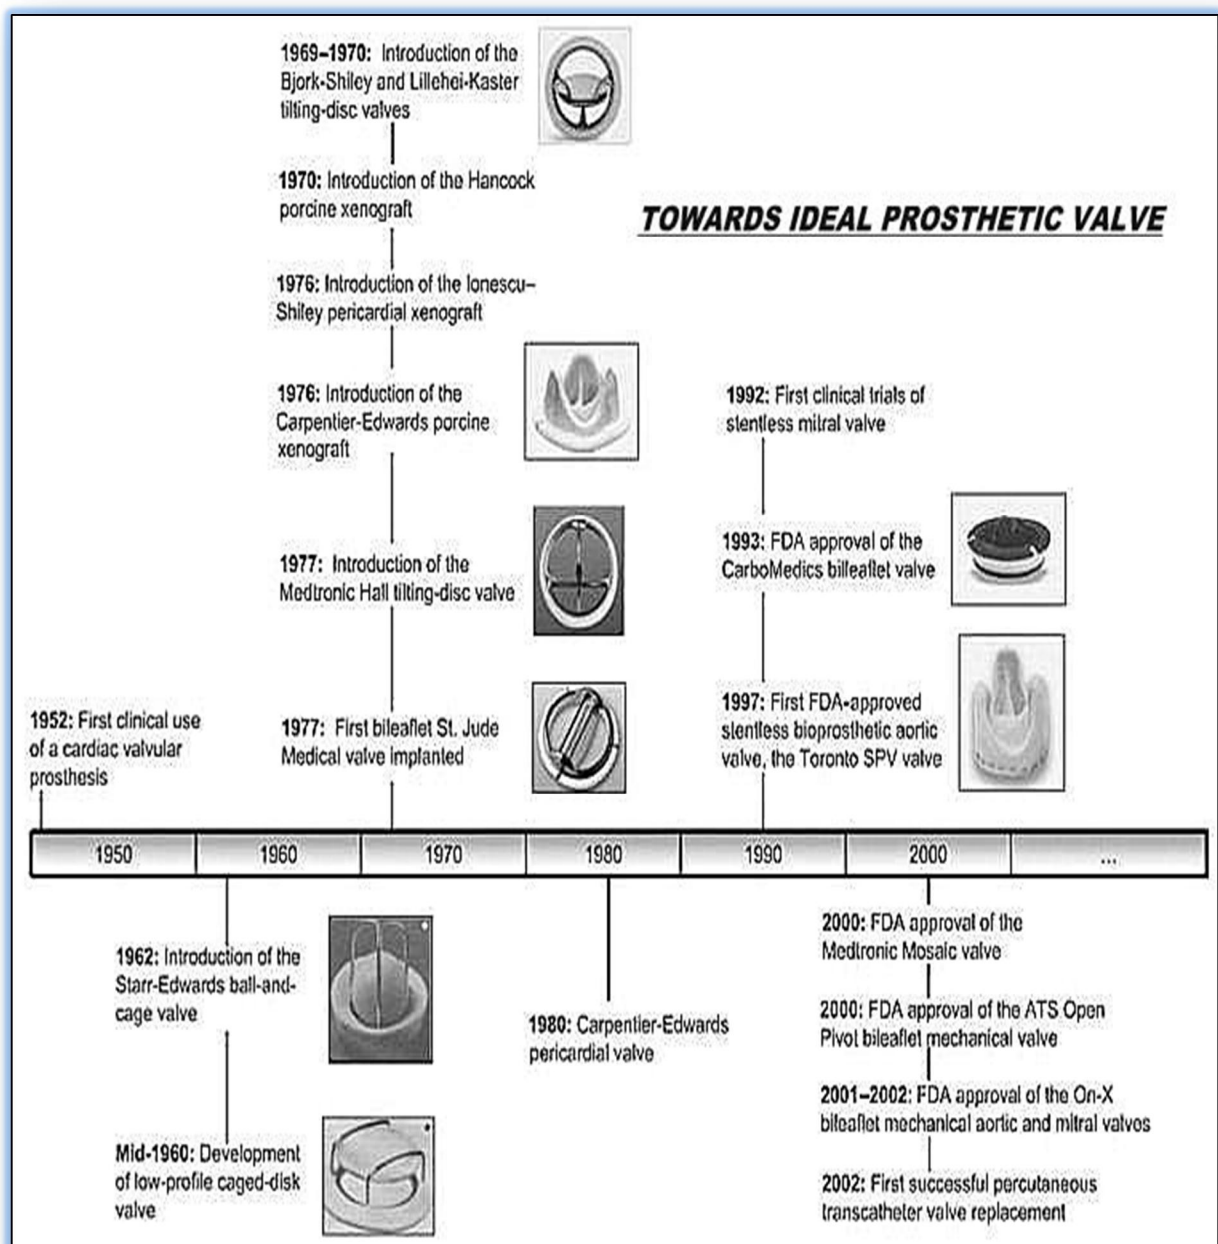 1969–1970: Introduction of the
Bjork-Shiley and Lillehei-Kaster
tilting-disc valves
1970: Introduction of the Hancock
porcine xenograft
TOWARDS IDEAL PROSTHETIC VALVE
1976: Introduction of the Ionescu–
Shiley pericardial xenograft
1976: Introduction of the
Carpentier-Edwards porcine
xenograft
1977: Introduction of the
Medtronic Hall tilting-disc valve
1977: First bileaflet St. Jude
Medical valve implanted
1992: First clinical trials of
stentless mitral valve
1993: FDA approval of the
CarboMedics billeaflet valve
1997: First FDA-approved
stentless bioprosthetic aortic
valve, the Toronto SPV valve
1952: First clinical use
of a cardiac valvular
prosthesis
1950 1960 1970 1980 1990 2000 ...
1962: Introduction of the
Starr-Edwards ball-and-
cage valve
Mid-1960: Development
of low-profile caged-disk
valve
1980: Carpentier-Edwards
pericardial valve
2000: FDA approval of the
Medtronic Mosaic valve
2000: FDA approval of the ATS Open
Pivot bileaflet mechanical valve
2001–2002: FDA approval of the On-X
bileaflet mechanical aortic and mitral valves
2002: First successful percutaneous
transcatheter valve replacement